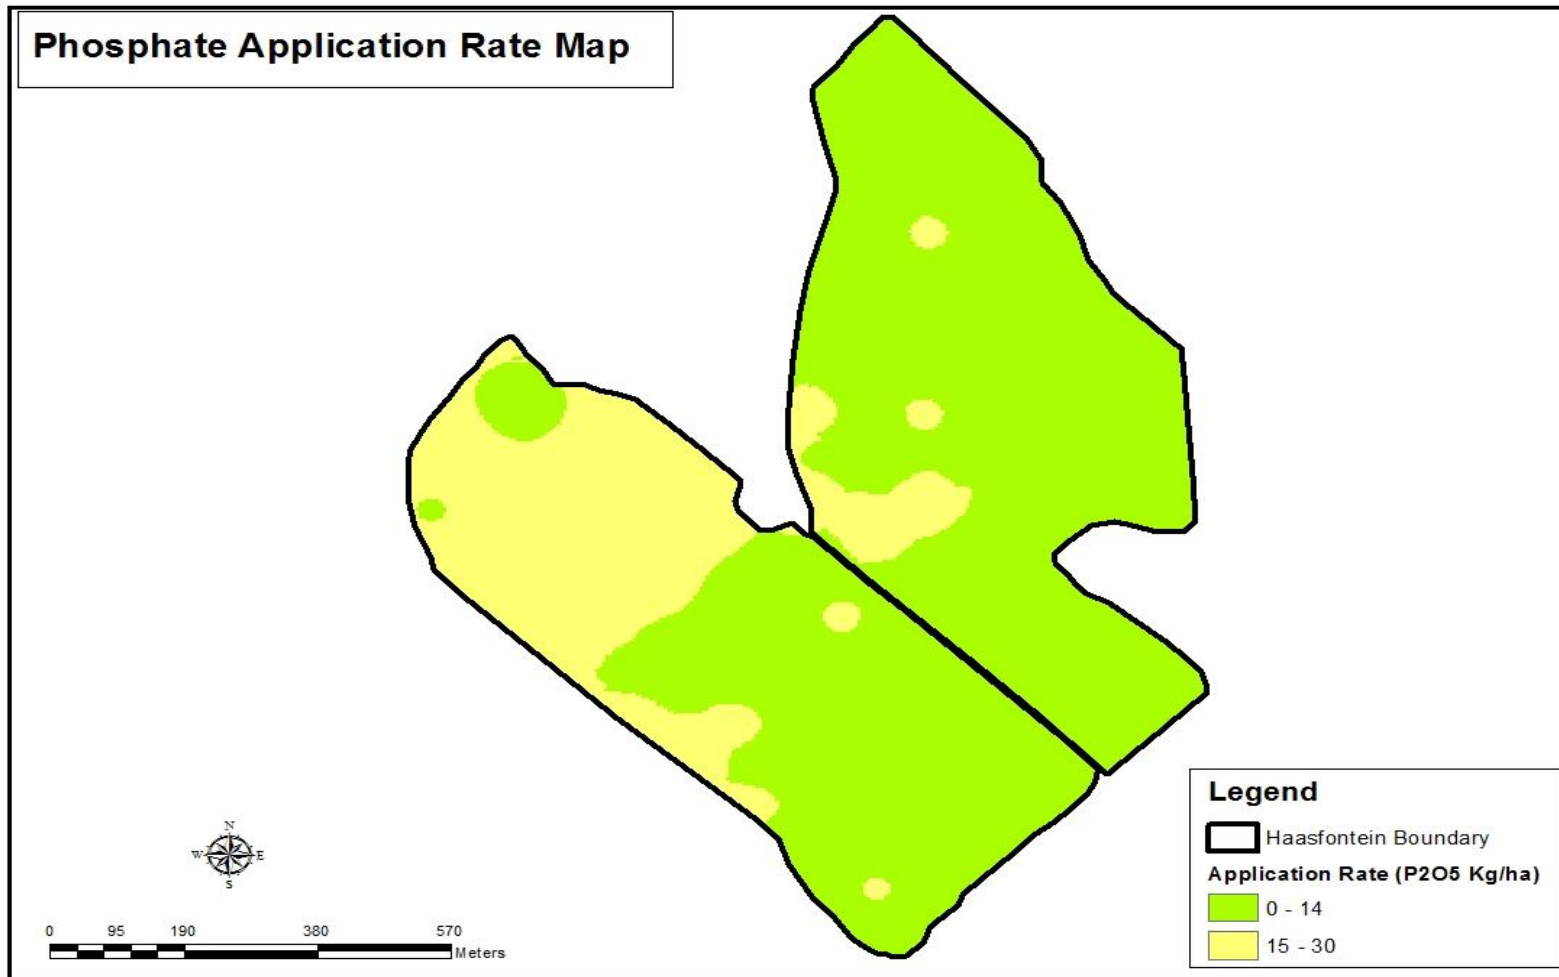 Phosphate Application Rate Map
N
W E
S
0 95 190 380 570
Meters
Legend
Haasfontein Boundary
Application Rate (P2O5 Kg/ha)
0 - 14
15 - 30